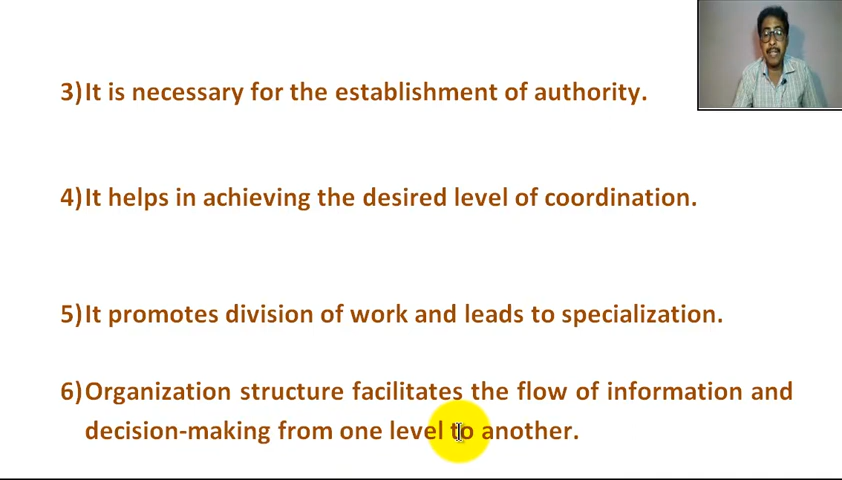 3) It is necessary for the establishment of authority.
4) It helps in achieving the desired level of coordination.
5) It promotes division of work and leads to specialization.
6) Organization structure facilitates the flow of information and
decision-making from one level to another.